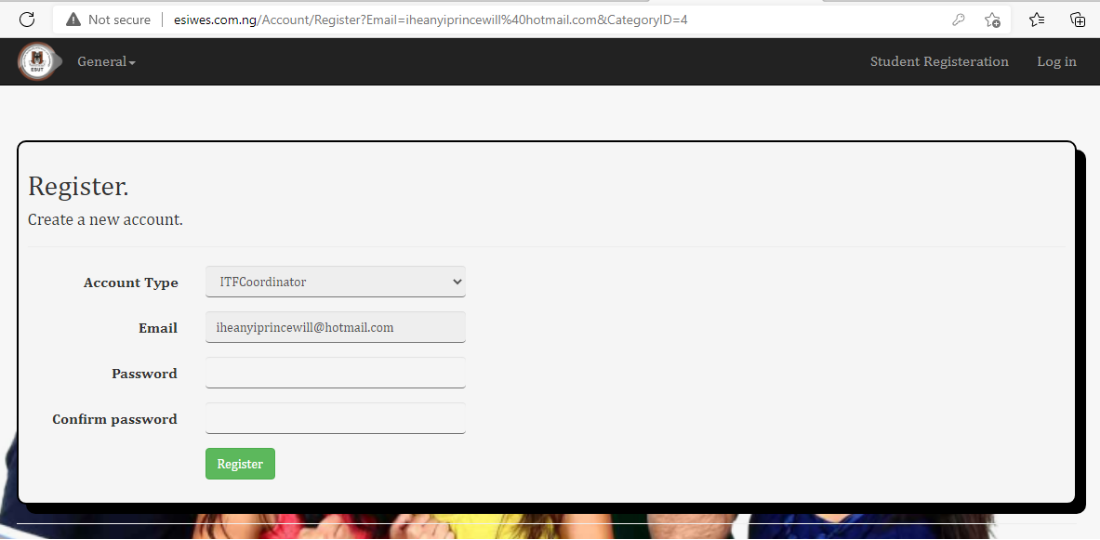 Not secure | esiwes.com.ng/Account/Register?Email=iheanyiprincewill%40hotmail.com&CategoryID=4
ESUT General Student Registeration Log in
Register.
Create a new account.
Account Type ITFCoordinator
Email iheanyiprincewill@hotmail.com
Password
Confirm password
Register